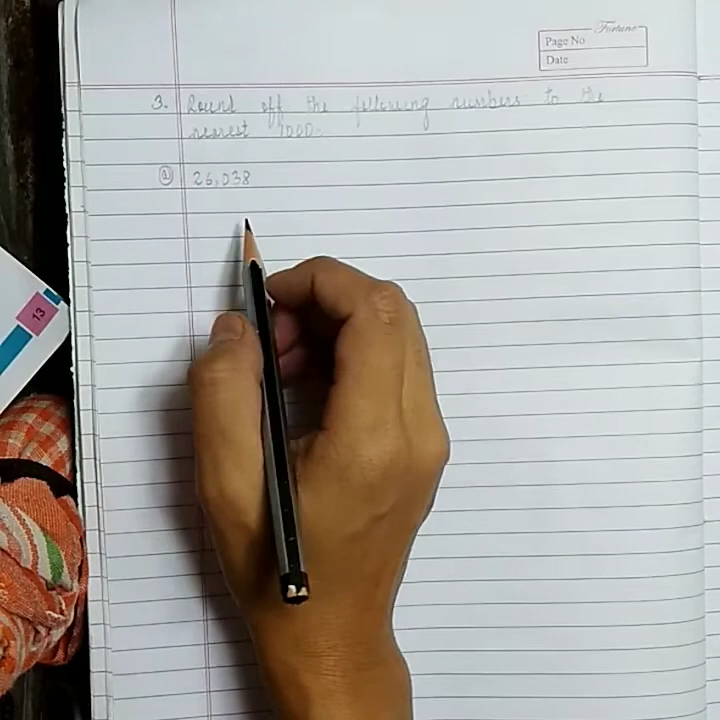 Fortune
Page No
Date
3. Round off the following numbers to the
nearest 1000.
ⓐ 26,038
13